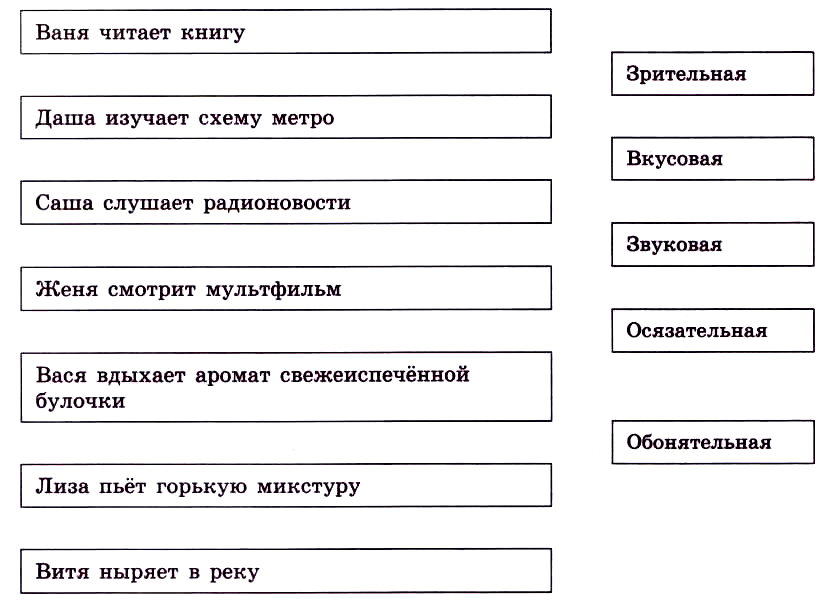 Ваня читает книгу
Даша изучает схему метро
Саша слушает радионовости
Женя смотрит мультфильм
Вася вдыхает аромат свежеиспечённой
булочки
Лиза пьёт горькую микстуру
Витя ныряет в реку
Зрительная
Вкусовая
Звуковая
Осязательная
Обонятельная